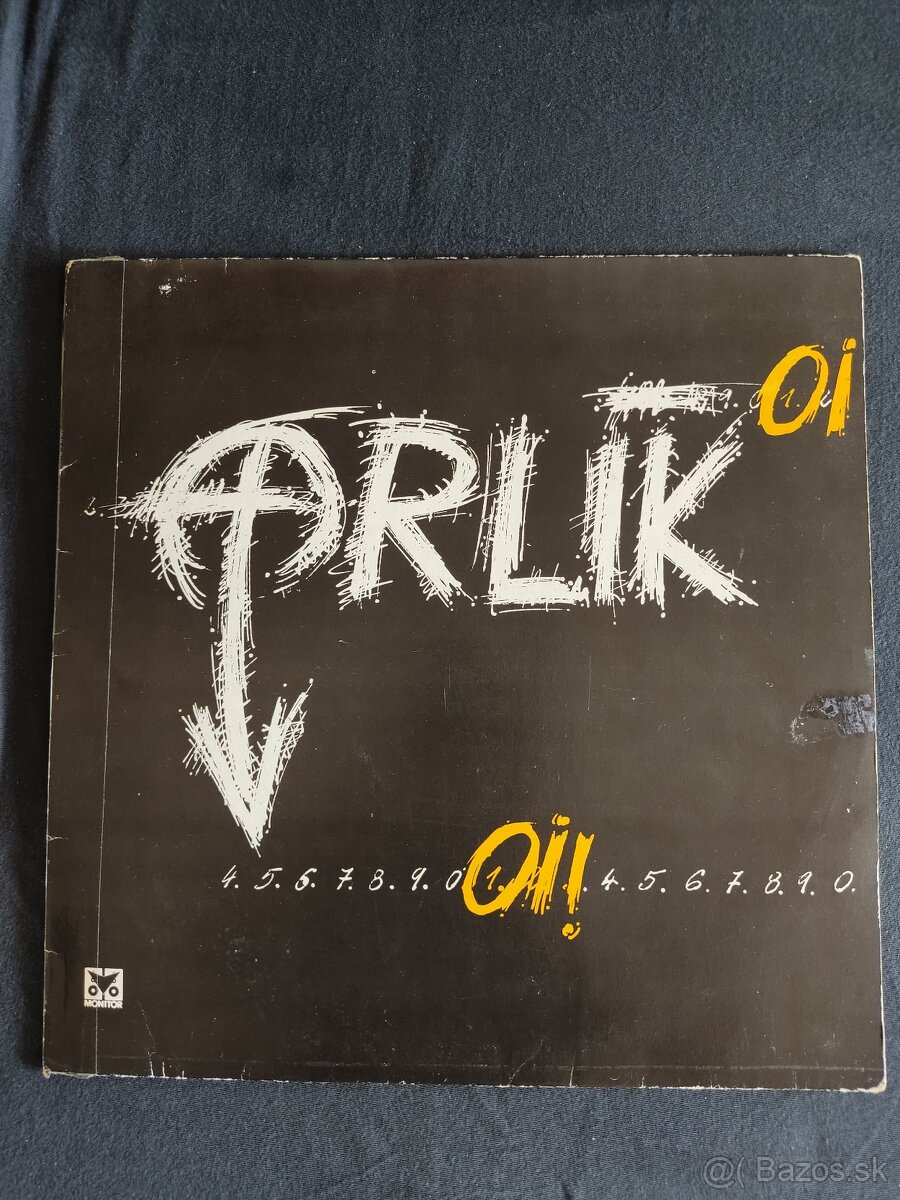 Oi
ORLÍK
Oi!
4. 5. 6. 7. 8. 9. 0 1. 4. 5. 6. 7. 8. 9. 0.
MONITOR
@( Bazos.sk